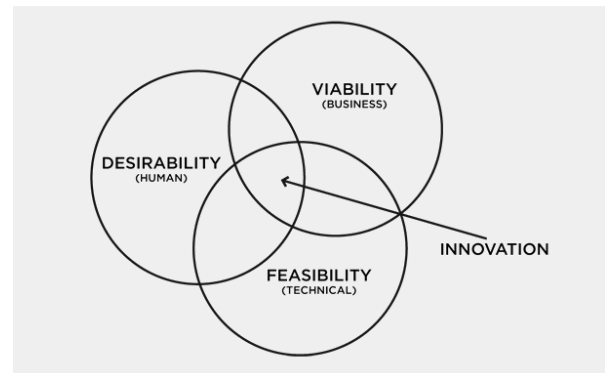 VIABILITY
(BUSINESS)
DESIRABILITY
(HUMAN)
INNOVATION
FEASIBILITY
(TECHNICAL)